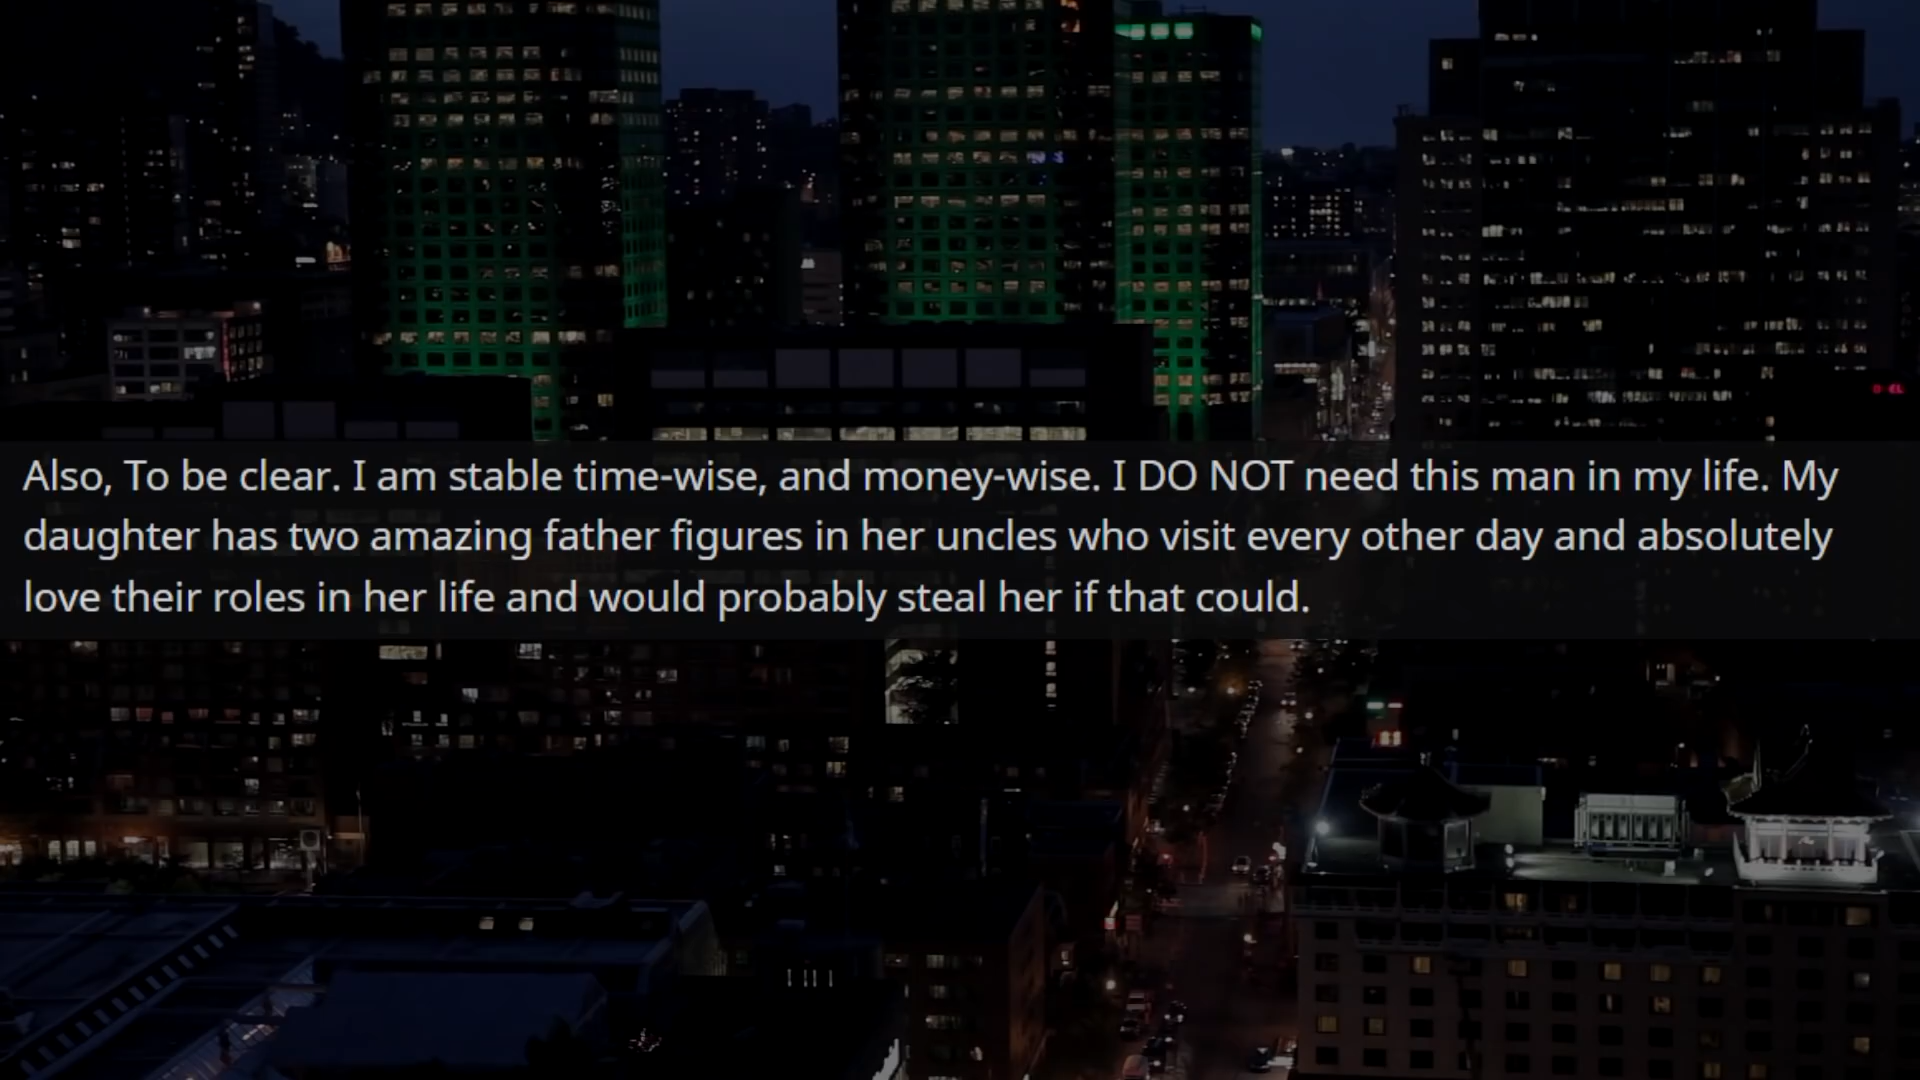 Also, To be clear. I am stable time-wise, and money-wise. I DO NOT need this man in my life. My
daughter has two amazing father figures in her uncles who visit every other day and absolutely
love their roles in her life and would probably steal her if that could.